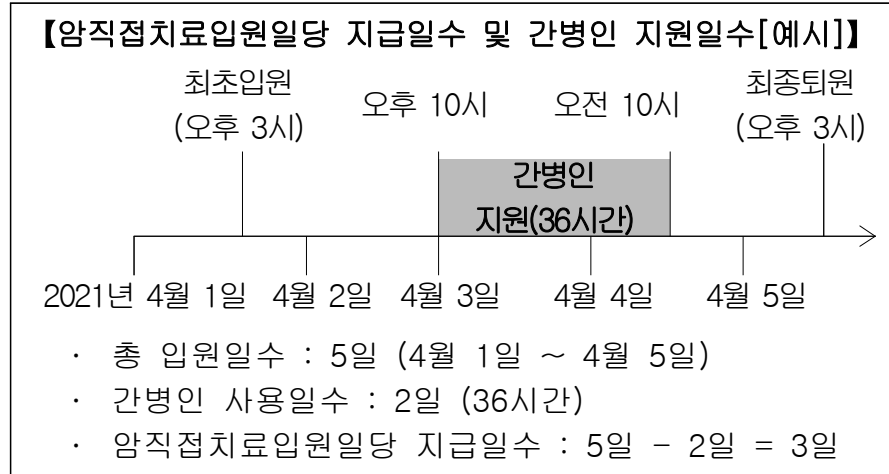 【암직접치료입원일당 지급일수 및 간병인 지원일수[예시]】
최초입원
(오후 3시)
오후 10시
오전 10시
최종퇴원
(오후 3시)
간병인
지원(36시간)
2021년 4월 1일
4월 2일
4월 3일
4월 4일
4월 5일
· 총 입원일수 : 5일 (4월 1일 ~ 4월 5일)
· 간병인 사용일수 : 2일 (36시간)
· 암직접치료입원일당 지급일수 : 5일 - 2일 = 3일